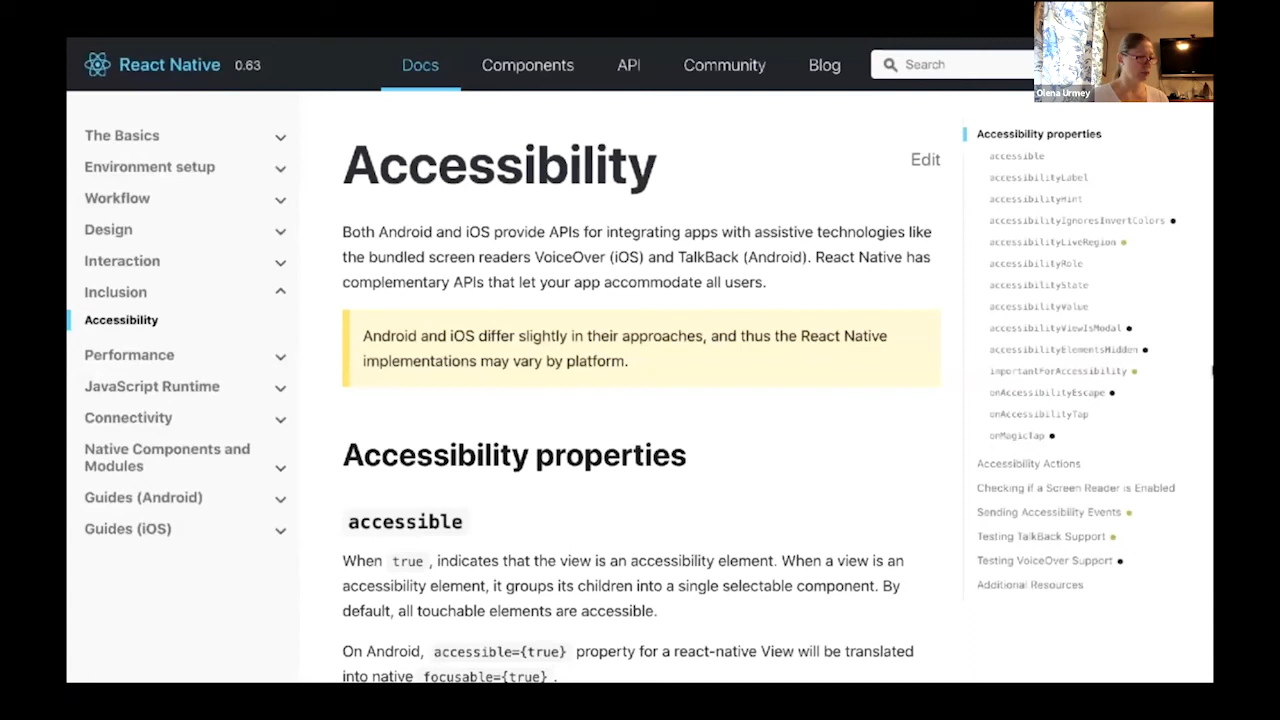 React Native 0.63 Docs Components API Community Blog Search
Olena Urmey
The Basics
Environment setup
Workflow
Design
Interaction
Inclusion
Accessibility
Performance
JavaScript Runtime
Connectivity
Native Components and
Modules
Guides (Android)
Guides (iOS)
Accessibility
Edit
Both Android and iOS provide APIs for integrating apps with assistive technologies like
the bundled screen readers VoiceOver (iOS) and TalkBack (Android). React Native has
complementary APIs that let your app accommodate all users.
Android and iOS differ slightly in their approaches, and thus the React Native
implementations may vary by platform.
Accessibility properties
accessible
When true , indicates that the view is an accessibility element. When a view is an
accessibility element, it groups its children into a single selectable component. By
default, all touchable elements are accessible.
On Android, accessible={true} property for a react-native View will be translated
into native focusable={true} .
Accessibility properties
accessible
accessibilityLabel
accessibilityHint
accessibilityIgnoresInvertColors
accessibilityLiveRegion
accessibilityRole
accessibilityState
accessibilityValue
accessibilityViewIsModal
accessibilityElementsHidden
importantForAccessibility
onAccessibilityEscape
onAccessibilityTap
onMagicTap
Accessibility Actions
Checking if a Screen Reader is Enabled
Sending Accessibility Events
Testing TalkBack Support
Testing VoiceOver Support
Additional Resources